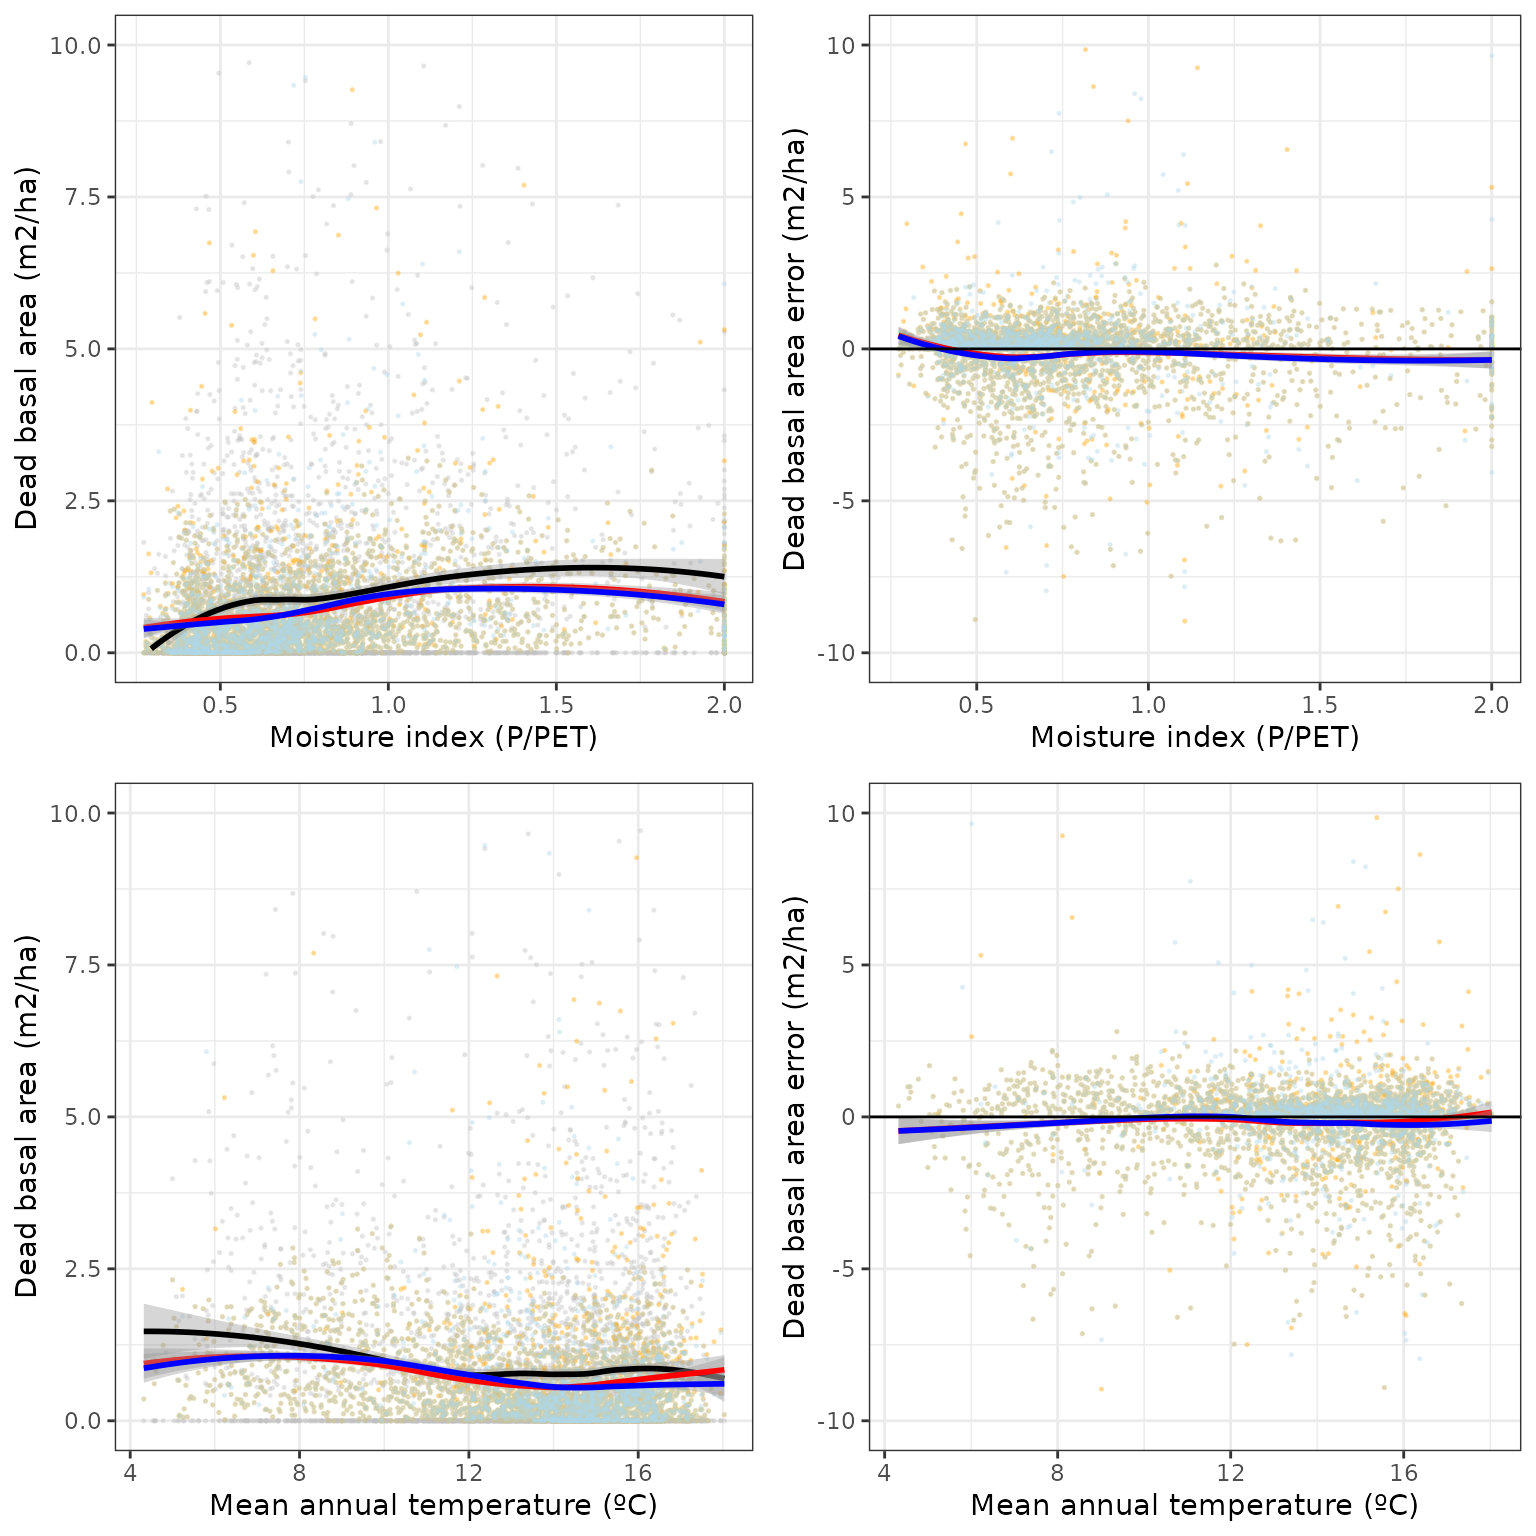 10.0
7.5
5.0
2.5
0.0
Dead basal area (m2/ha)
0.5 1.0 1.5 2.0
Moisture index (P/PET)
10
5
0
-5
-10
Dead basal area error (m2/ha)
0.5 1.0 1.5 2.0
Moisture index (P/PET)
10.0
7.5
5.0
2.5
0.0
Dead basal area (m2/ha)
4 8 12 16
Mean annual temperature (ºC)
10
5
0
-5
-10
Dead basal area error (m2/ha)
4 8 12 16
Mean annual temperature (ºC)